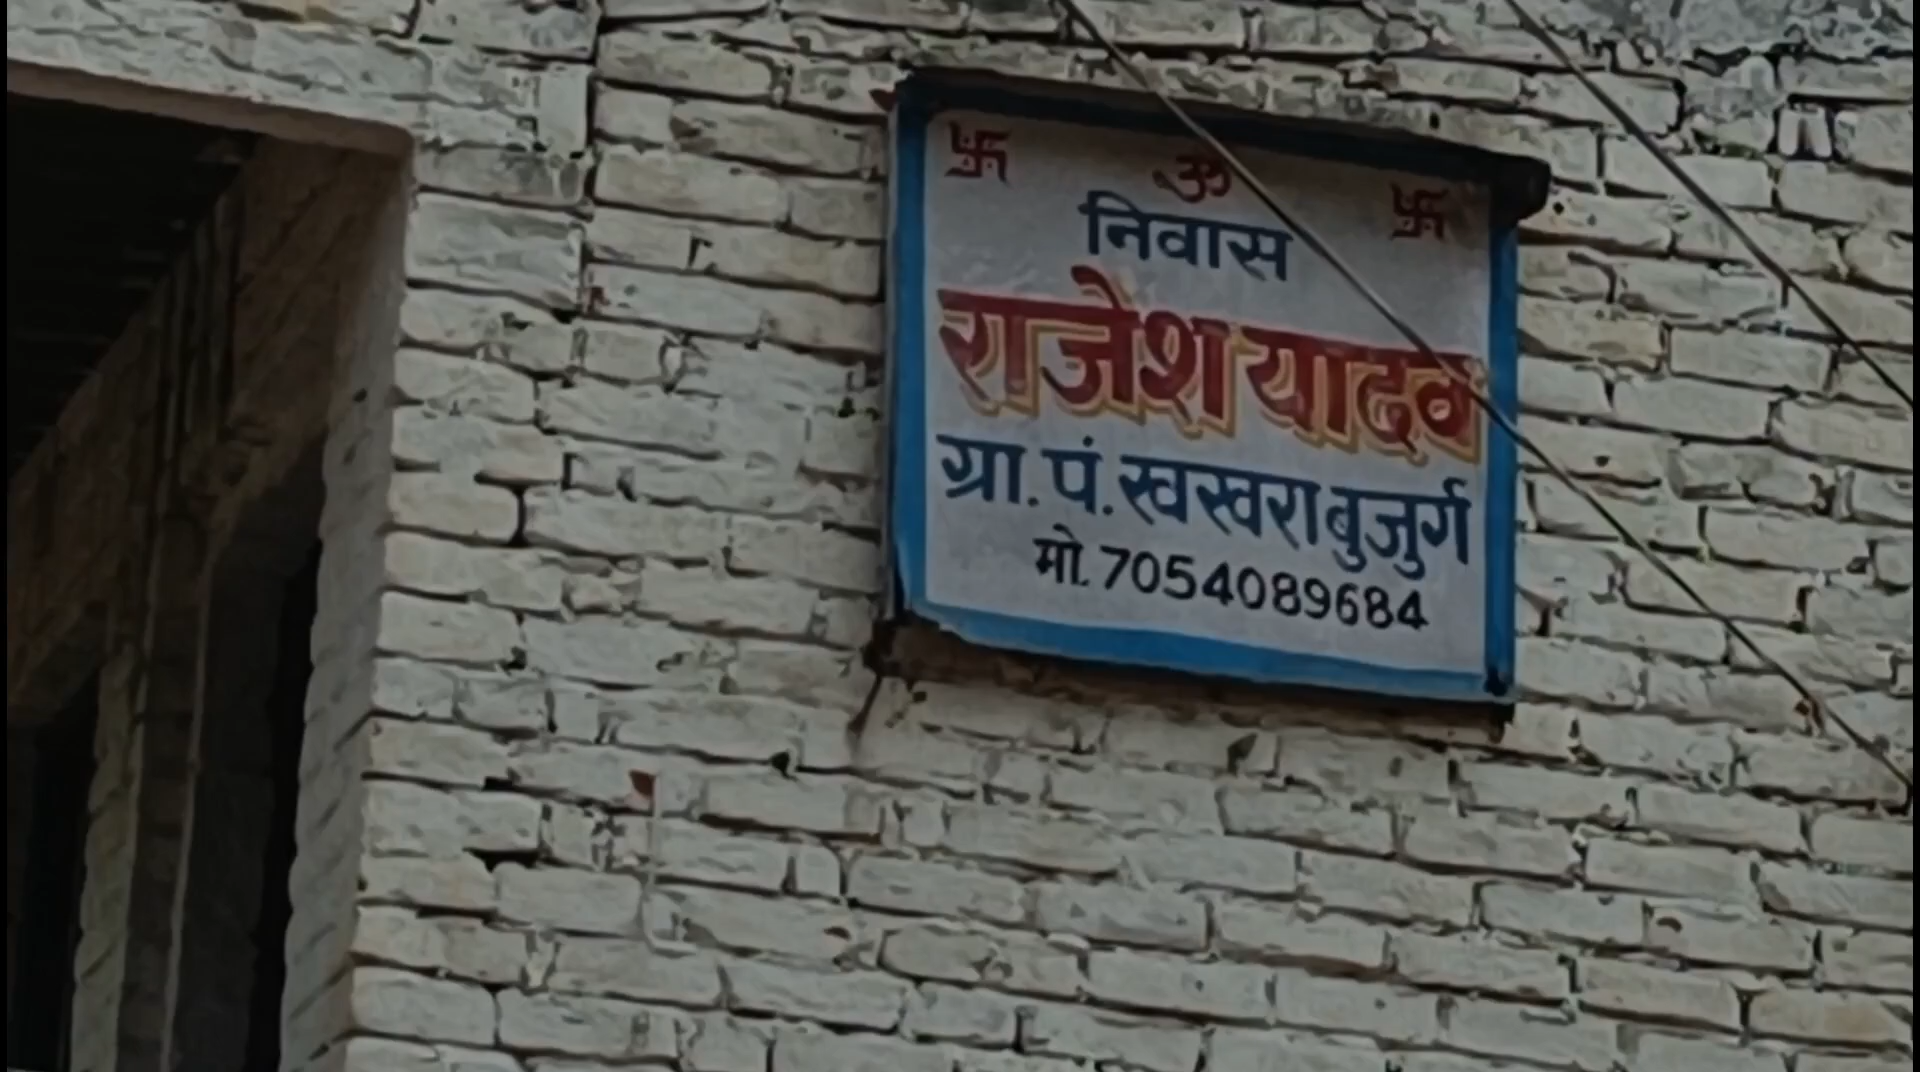 卐 ॐ 卐
निवास
राजेश यादव
ग्रा. पं. खखरा बुजुर्ग
मो. 7054089684